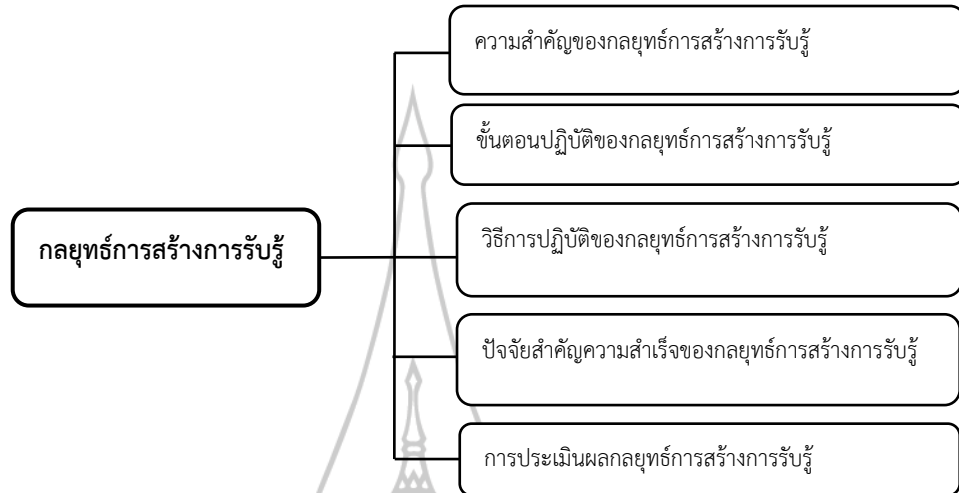 ความสำคัญของกลยุทธ์การสร้างการรับรู้
ขั้นตอนปฏิบัติของกลยุทธ์การสร้างการรับรู้
กลยุทธ์การสร้างการรับรู้
วิธีการปฏิบัติของกลยุทธ์การสร้างการรับรู้
ปัจจัยสำคัญความสำเร็จของกลยุทธ์การสร้างการรับรู้
การประเมินผลกลยุทธ์การสร้างการรับรู้